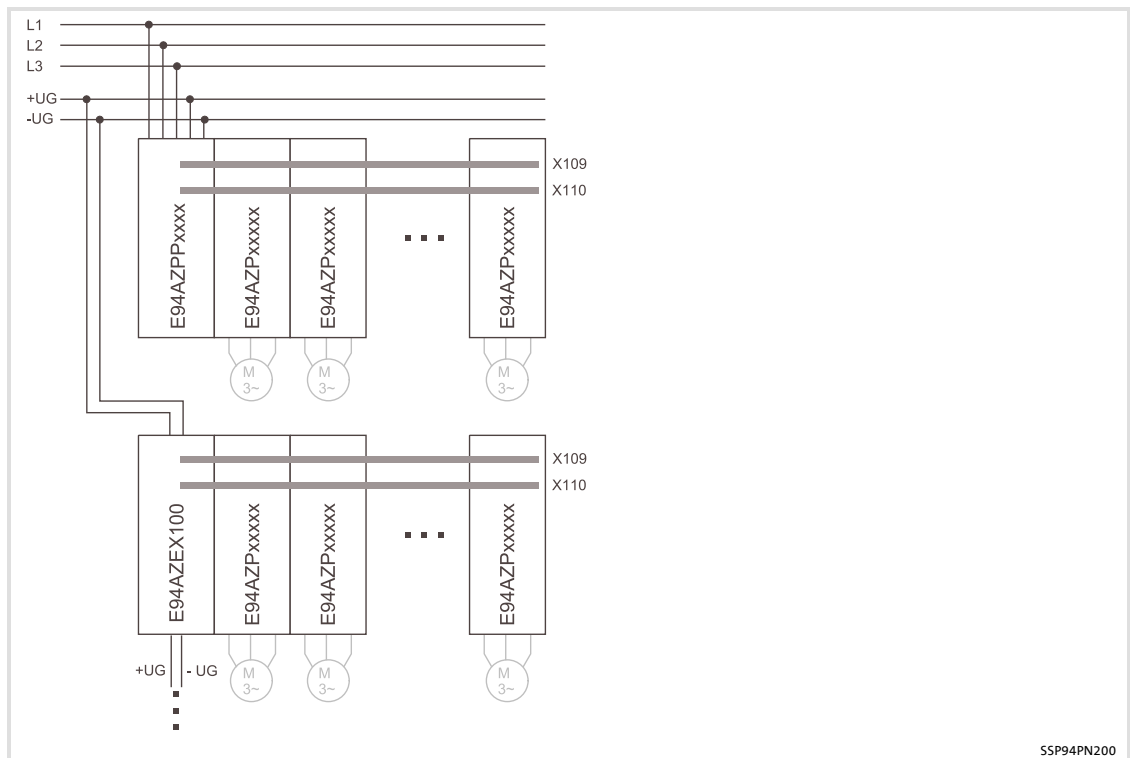 L1
L2
L3
+UG
-UG
X109
X110
E94AZPPxxxx
E94AZPxxxxx
E94AZPxxxxx
E94AZPxxxxx
M
3~
M
3~
M
3~
X109
X110
E94AZEX100
E94AZPxxxxx
E94AZPxxxxx
E94AZPxxxxx
+UG
- UG
M
3~
M
3~
M
3~
SSP94PN200